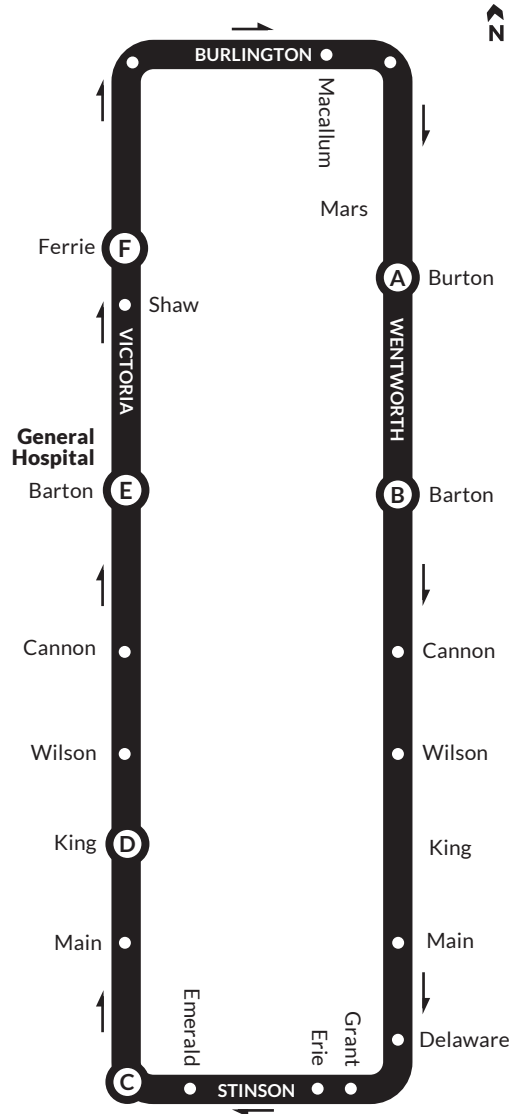 N
BURLINGTON
Macallum
Mars
Ferrie
F
A
Burton
Shaw
VICTORIA
WENTWORTH
General
Hospital
Barton
E
B
Barton
Cannon
Cannon
Wilson
Wilson
King
D
King
Main
Main
Emerald
Erie
Grant
Delaware
C
STINSON